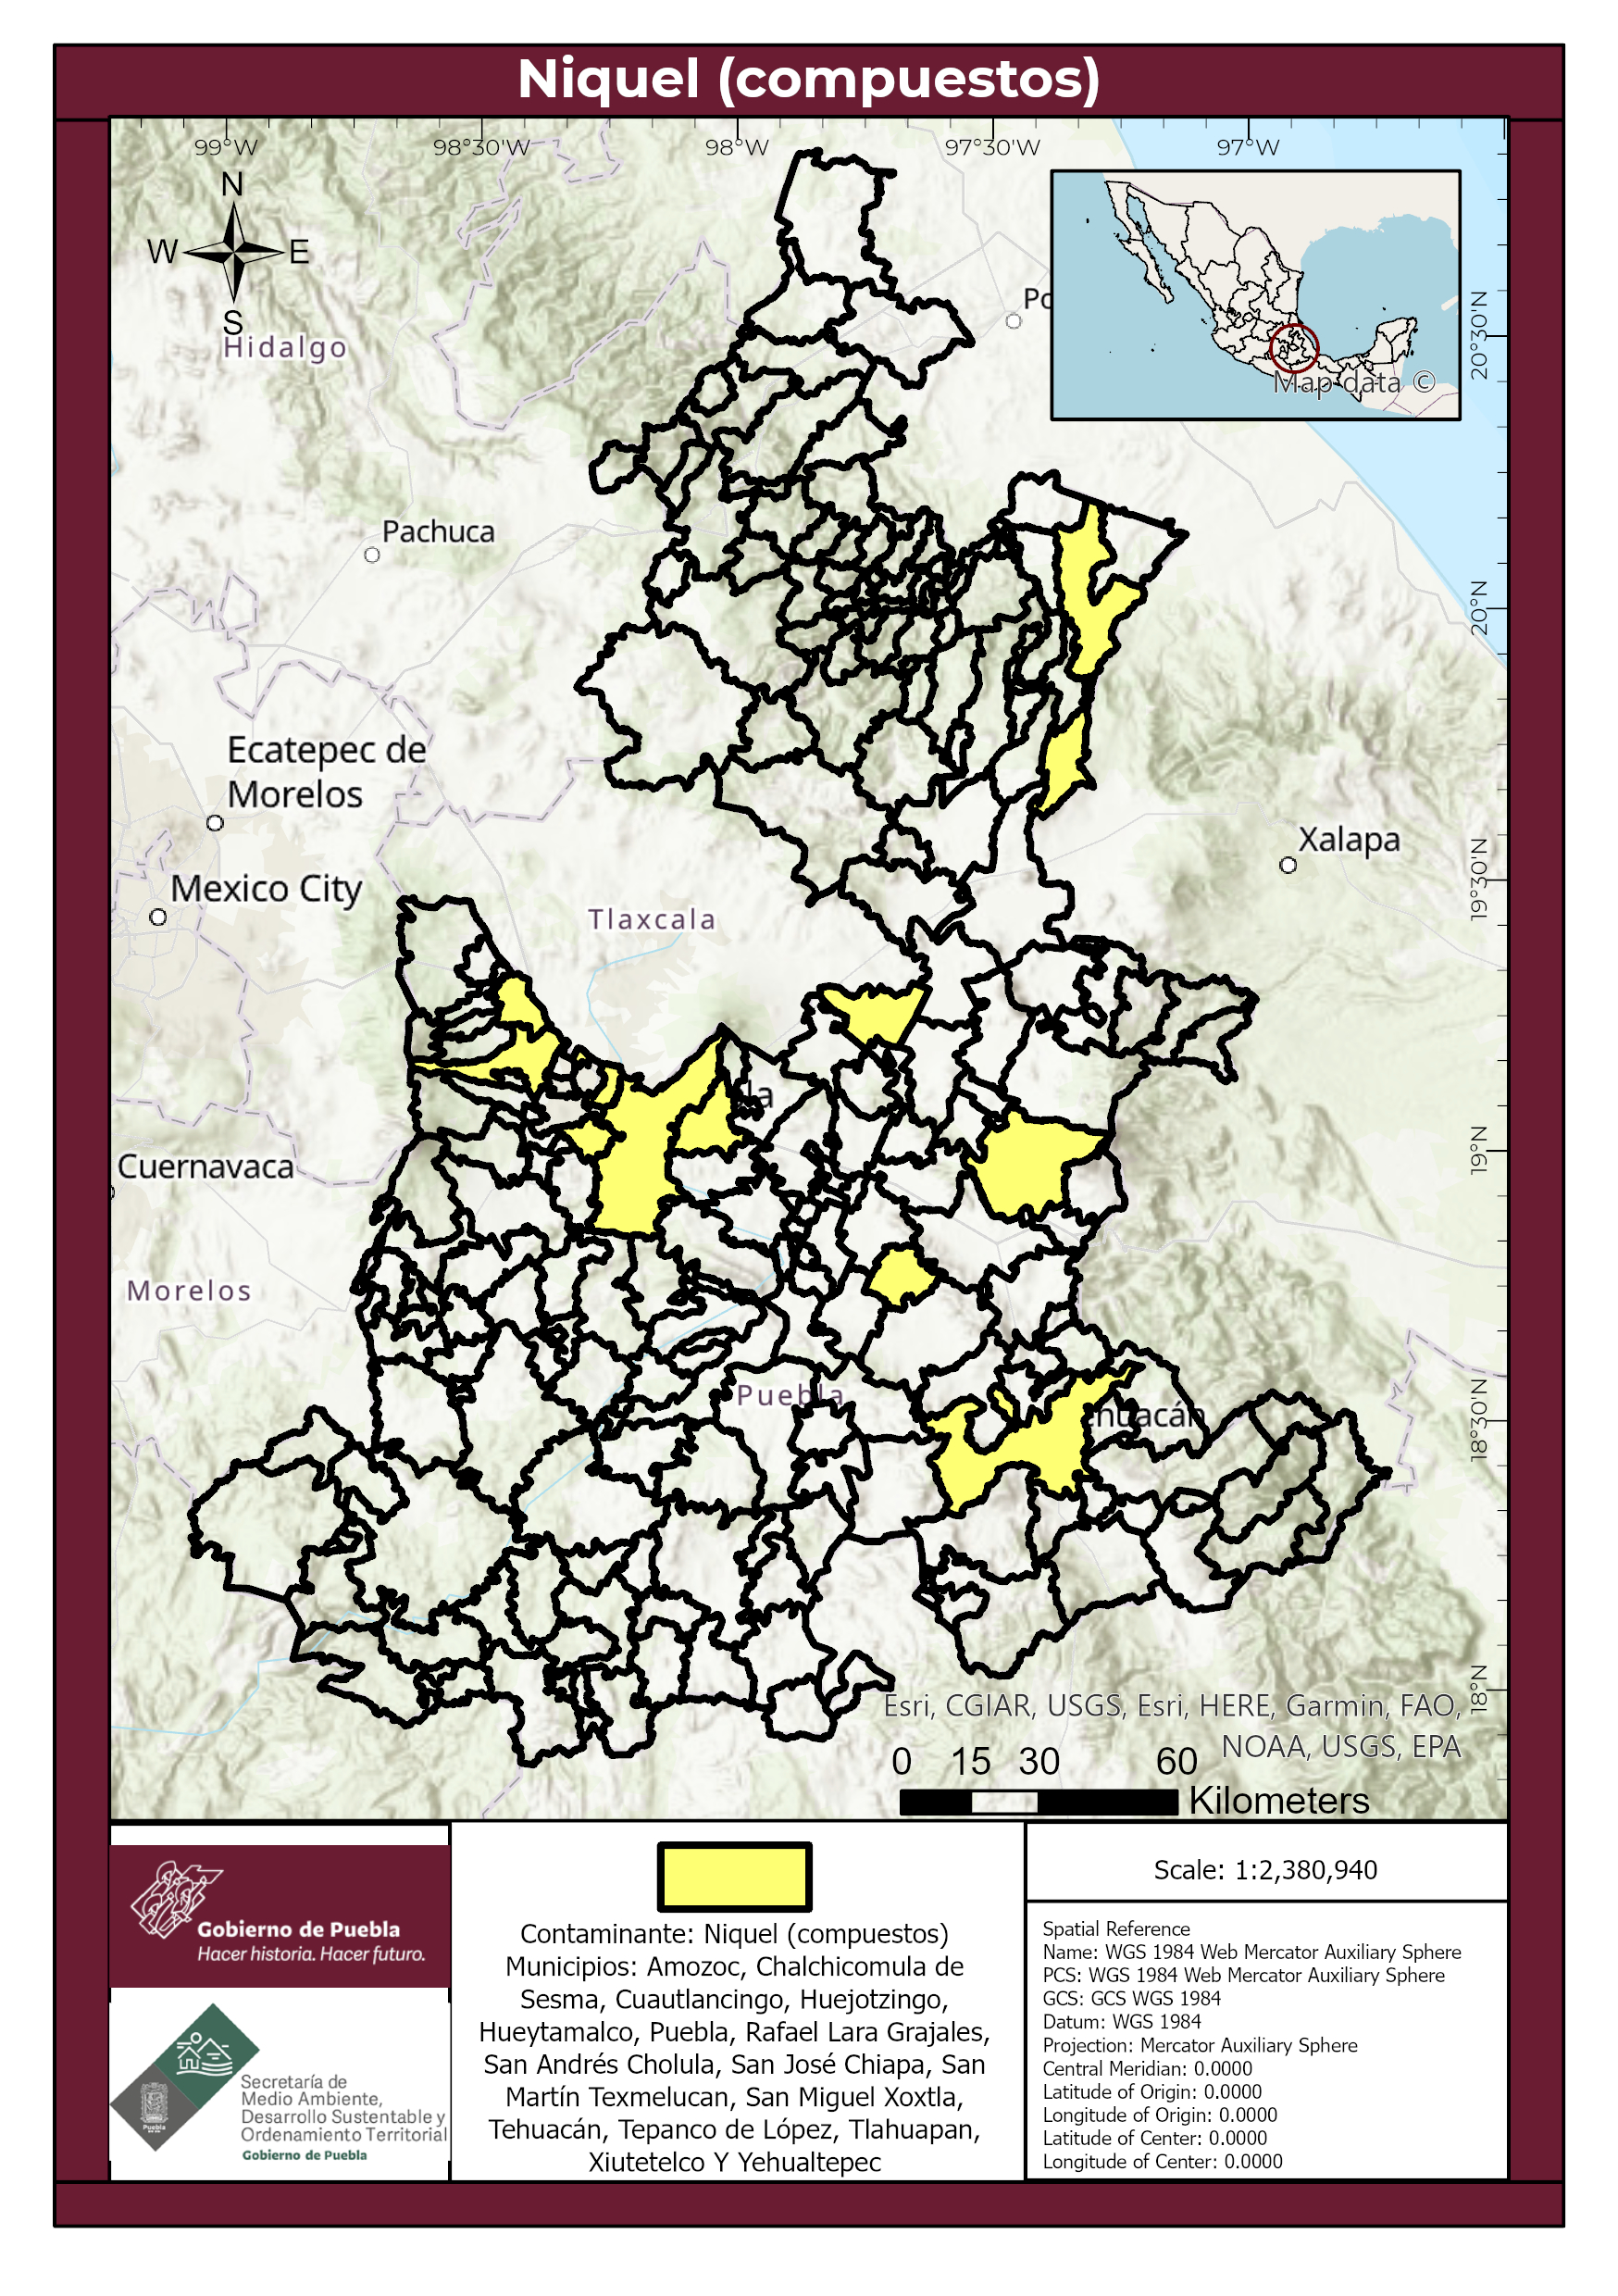 Niquel (compuestos)
99°W
98°30'W
98°W
97°30'W
97°W
N
W
E
S
Hidalgo
Po
Map data ©
20°30'N
Pachuca
20°N
Ecatepec de
Morelos
Xalapa
Mexico City
19°30'N
Tlaxcala
la
19°N
Cuernavaca
Morelos
Puebla
huacán
18°30'N
18°N
Esri, CGIAR, USGS, Esri, HERE, Garmin, FAO,
NOAA, USGS, EPA
0 15 30 60
Kilometers
Gobierno de Puebla
Hacer historia. Hacer futuro.
Puebla
Secretaría de
Medio Ambiente,
Desarrollo Sustentable y
Ordenamiento Territorial
Gobierno de Puebla
Contaminante: Niquel (compuestos)
Municipios: Amozoc, Chalchicomula de
Sesma, Cuautlancingo, Huejotzingo,
Hueytamalco, Puebla, Rafael Lara Grajales,
San Andrés Cholula, San José Chiapa, San
Martín Texmelucan, San Miguel Xoxtla,
Tehuacán, Tepanco de López, Tlahuapan,
Xiutetelco Y Yehualtepec
Scale: 1:2,380,940
Spatial Reference
Name: WGS 1984 Web Mercator Auxiliary Sphere
PCS: WGS 1984 Web Mercator Auxiliary Sphere
GCS: GCS WGS 1984
Datum: WGS 1984
Projection: Mercator Auxiliary Sphere
Central Meridian: 0.0000
Latitude of Origin: 0.0000
Longitude of Origin: 0.0000
Latitude of Center: 0.0000
Longitude of Center: 0.0000